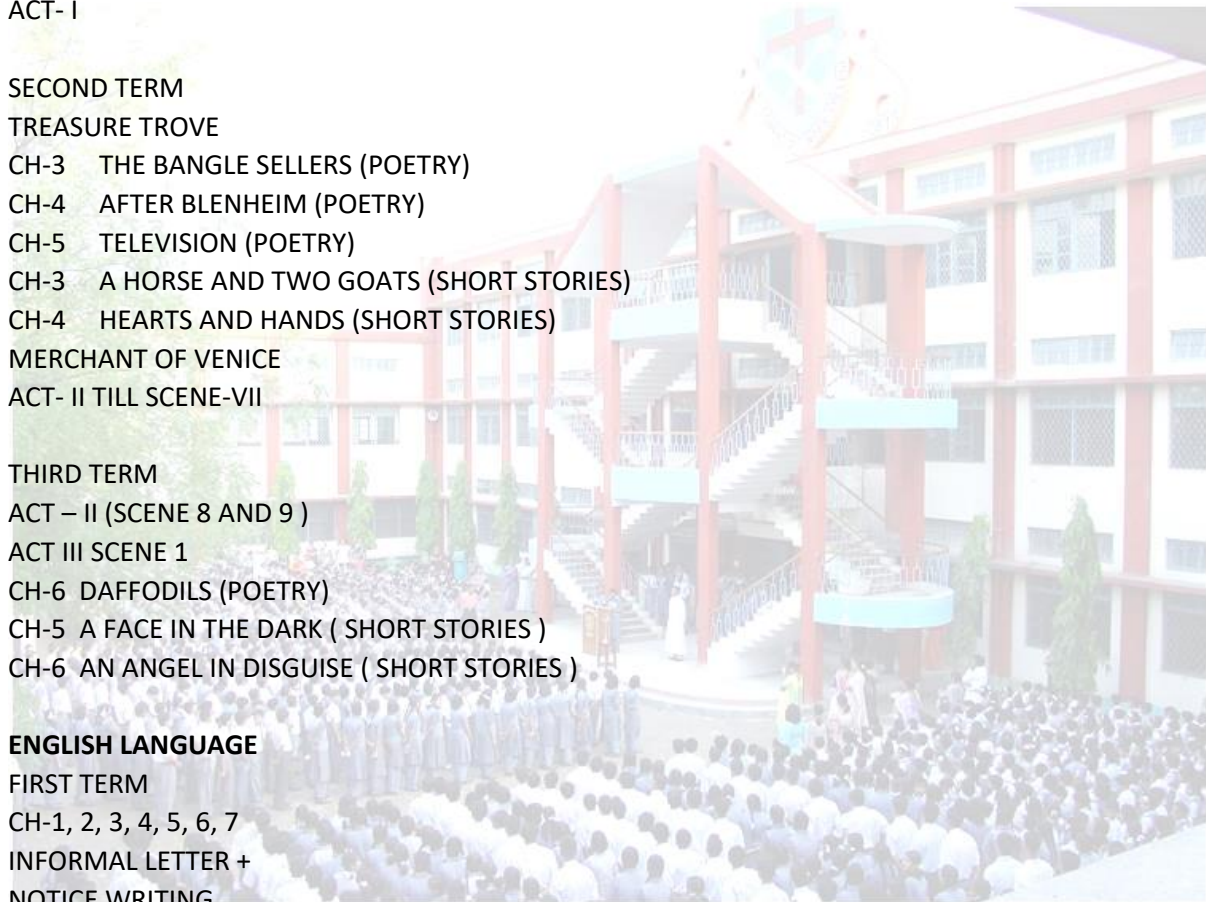 ACT- I
SECOND TERM
TREASURE TROVE
CH-3 THE BANGLE SELLERS (POETRY)
CH-4 AFTER BLENHEIM (POETRY)
CH-5 TELEVISION (POETRY)
CH-3 A HORSE AND TWO GOATS (SHORT STORIES)
CH-4 HEARTS AND HANDS (SHORT STORIES)
MERCHANT OF VENICE
ACT- II TILL SCENE-VII
THIRD TERM
ACT – II (SCENE 8 AND 9 )
ACT III SCENE 1
CH-6 DAFFODILS (POETRY)
CH-5 A FACE IN THE DARK ( SHORT STORIES )
CH-6 AN ANGEL IN DISGUISE ( SHORT STORIES )
ENGLISH LANGUAGE
FIRST TERM
CH-1, 2, 3, 4, 5, 6, 7
INFORMAL LETTER +
NOTICE WRITING